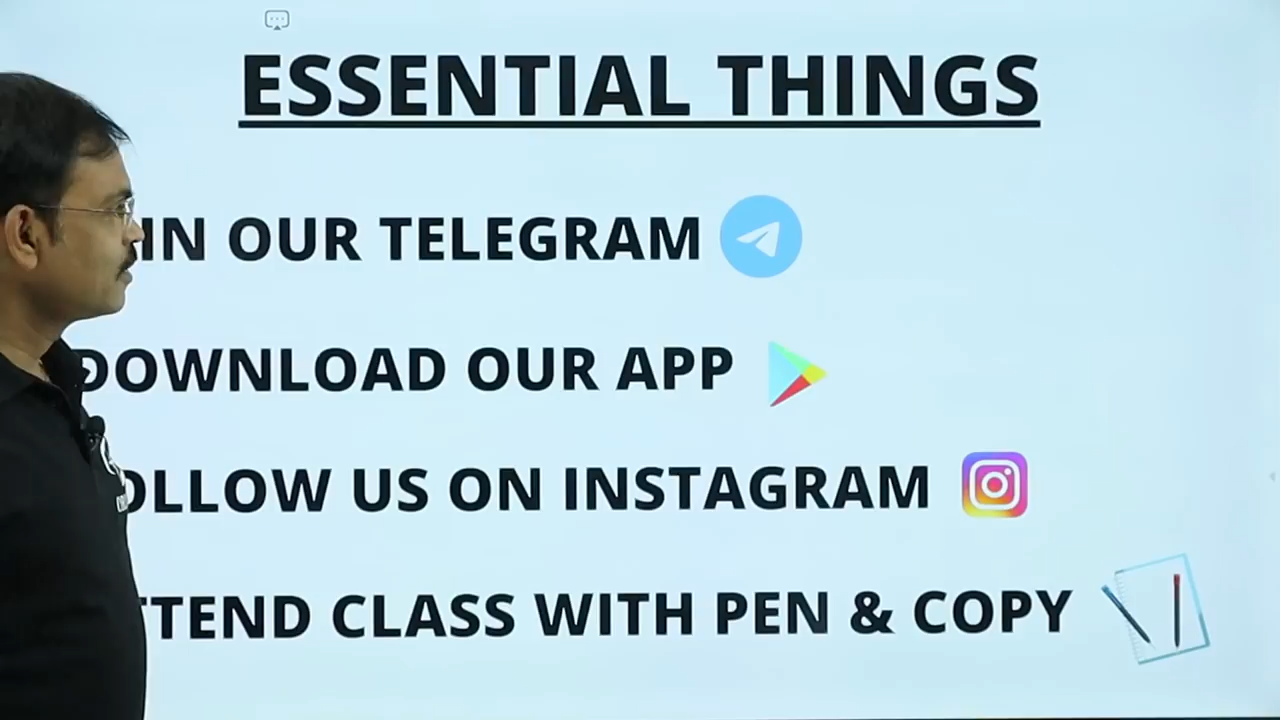 ESSENTIAL THINGS
IN OUR TELEGRAM
DOWNLOAD OUR APP
OLLOW US ON INSTAGRAM
TTEND CLASS WITH PEN & COPY